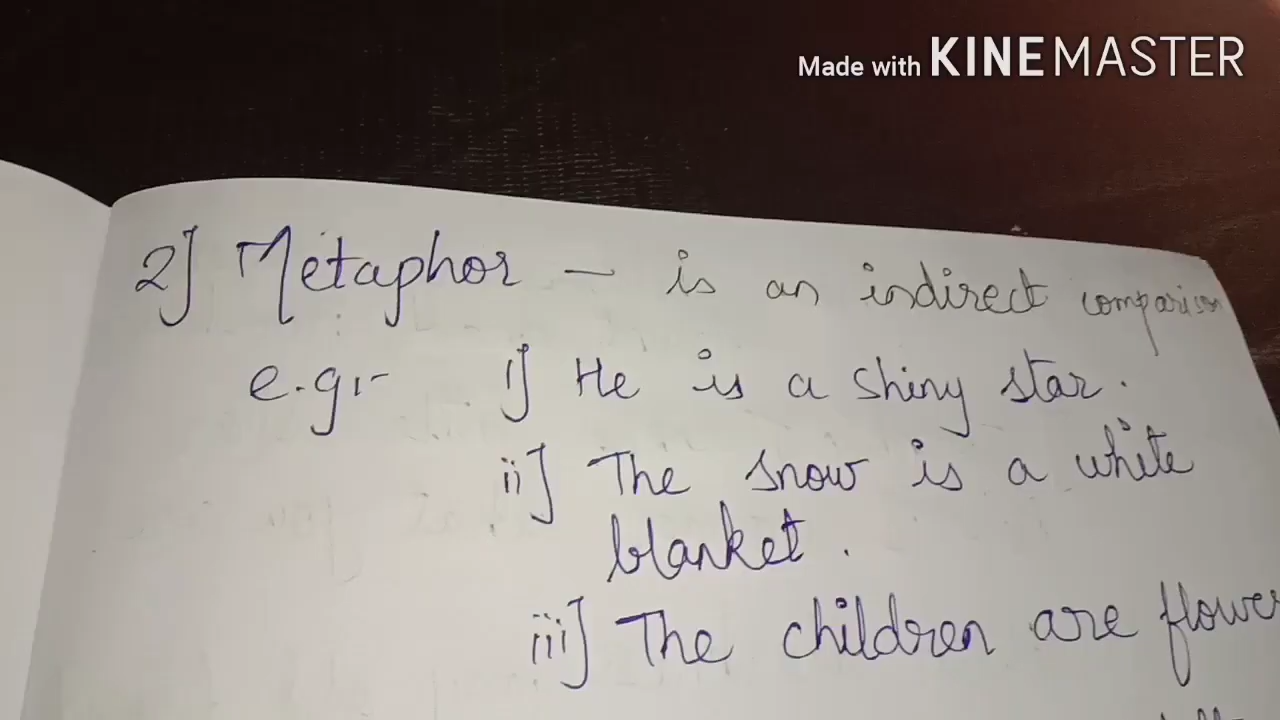 Made with KINEMASTER
2] Metaphor — is an indirect comparison
e.g:- i] He is a shiny star.
ii] The snow is a white
blanket.
iii] The children are